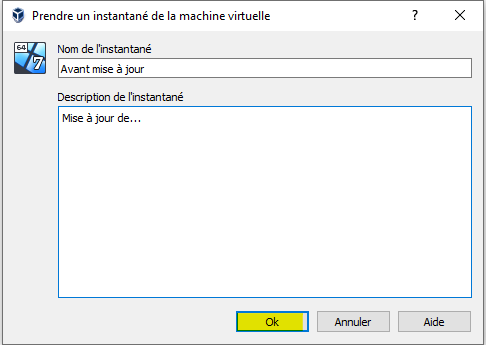 Prendre un instantané de la machine virtuelle
?
64
7
Nom de l'instantané
Avant mise à jour
Description de l'instantané
Mise à jour de...
Ok Annuler Aide